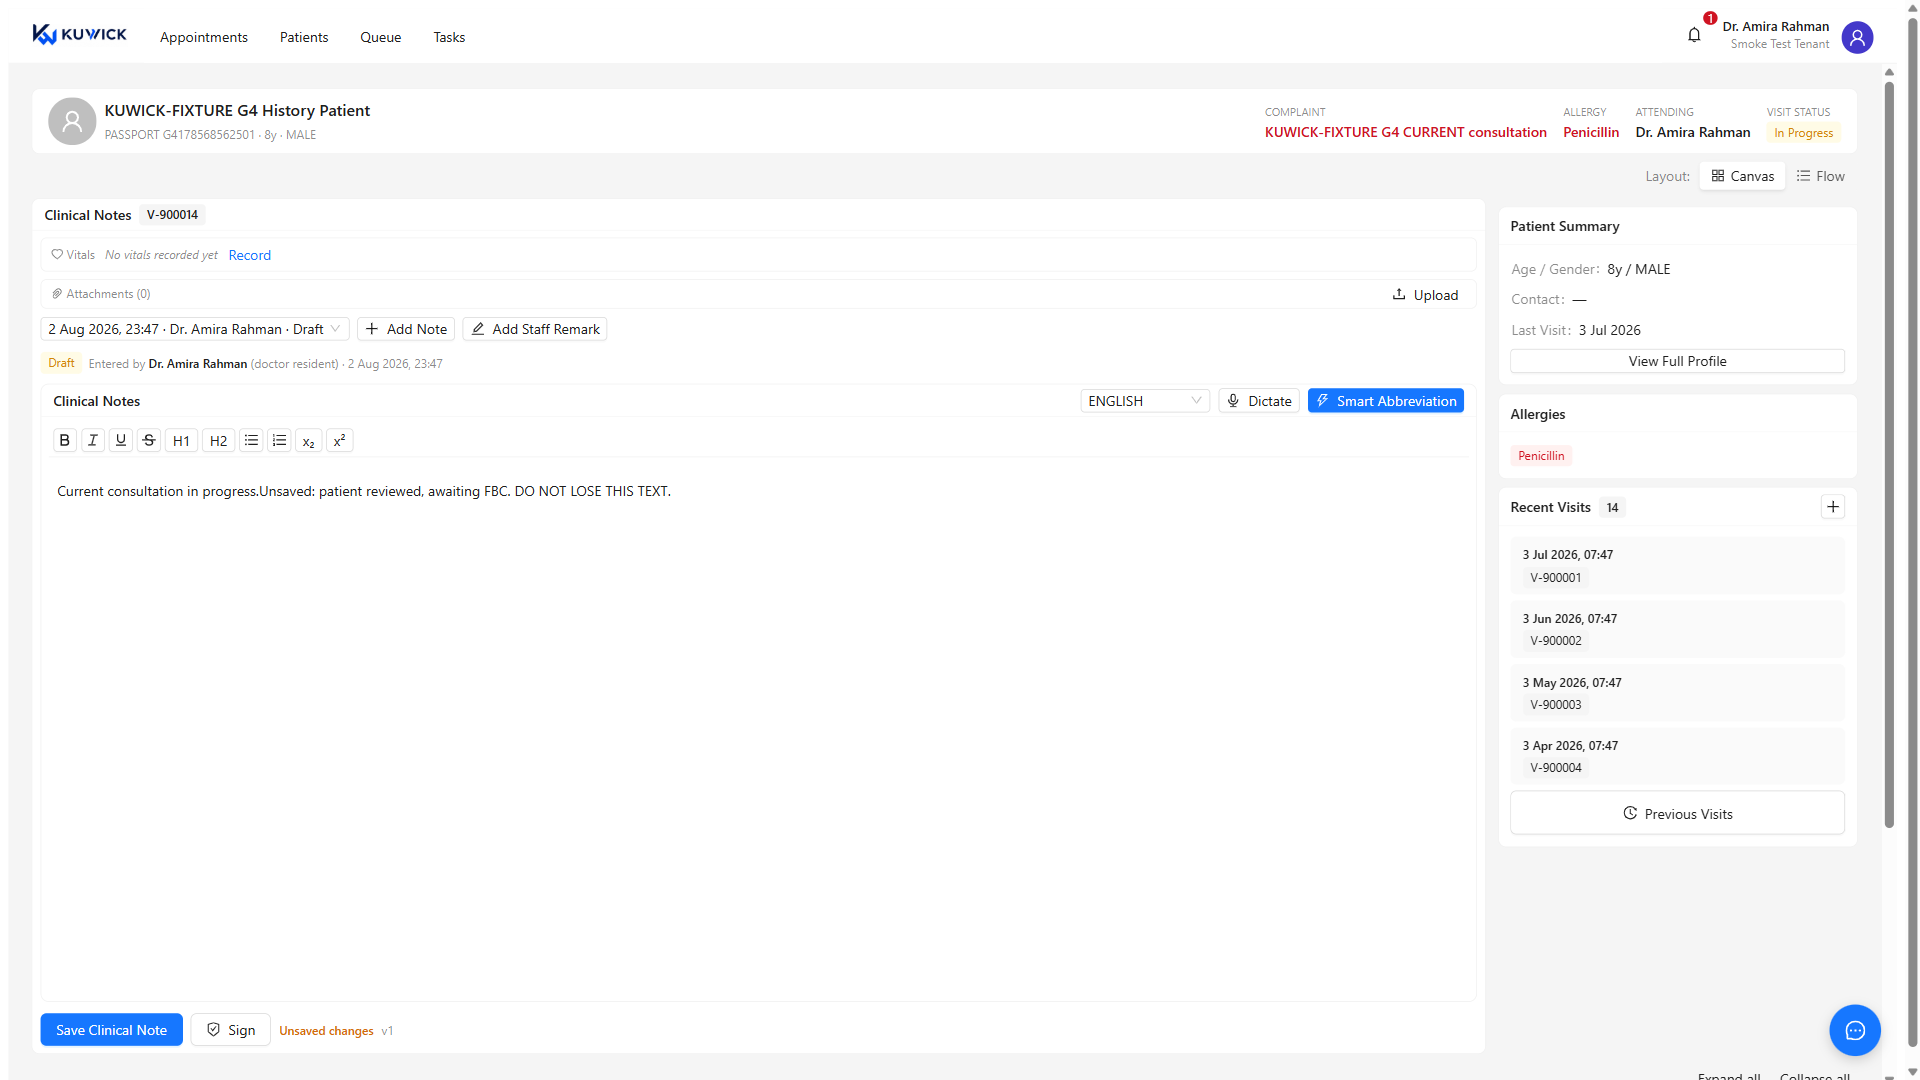 KUWICK
Appointments
Patients
Queue
Tasks
1
Dr. Amira Rahman
Smoke Test Tenant
KUWICK-FIXTURE G4 History Patient
PASSPORT G4178568562501 · 8y · MALE
COMPLAINT
KUWICK-FIXTURE G4 CURRENT consultation
ALLERGY
Penicillin
ATTENDING
Dr. Amira Rahman
VISIT STATUS
In Progress
Layout:
Canvas
Flow
Clinical Notes
V-900014
Vitals
No vitals recorded yet
Record
Attachments (0)
Upload
2 Aug 2026, 23:47 · Dr. Amira Rahman · Draft
Add Note
Add Staff Remark
Draft
Entered by Dr. Amira Rahman (doctor resident) · 2 Aug 2026, 23:47
Clinical Notes
ENGLISH
Dictate
Smart Abbreviation
B
I
U
S
H1
H2
x₂
x²
Current consultation in progress.Unsaved: patient reviewed, awaiting FBC. DO NOT LOSE THIS TEXT.
Save Clinical Note
Sign
Unsaved changes
v1
Patient Summary
Age / Gender: 8y / MALE
Contact: —
Last Visit: 3 Jul 2026
View Full Profile
Allergies
Penicillin
Recent Visits
14
3 Jul 2026, 07:47
V-900001
3 Jun 2026, 07:47
V-900002
3 May 2026, 07:47
V-900003
3 Apr 2026, 07:47
V-900004
Previous Visits
Expand all
Collapse all